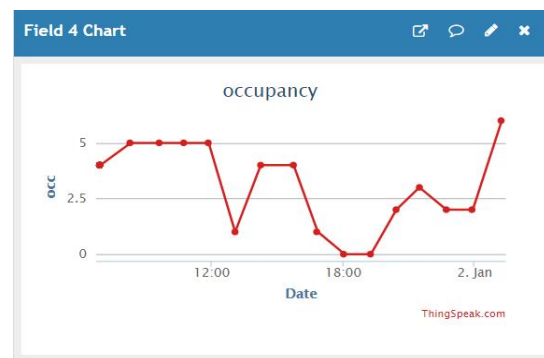 Field 4 Chart
occupancy
5
2.5
0
occ
12:00 18:00 2. Jan
Date
ThingSpeak.com